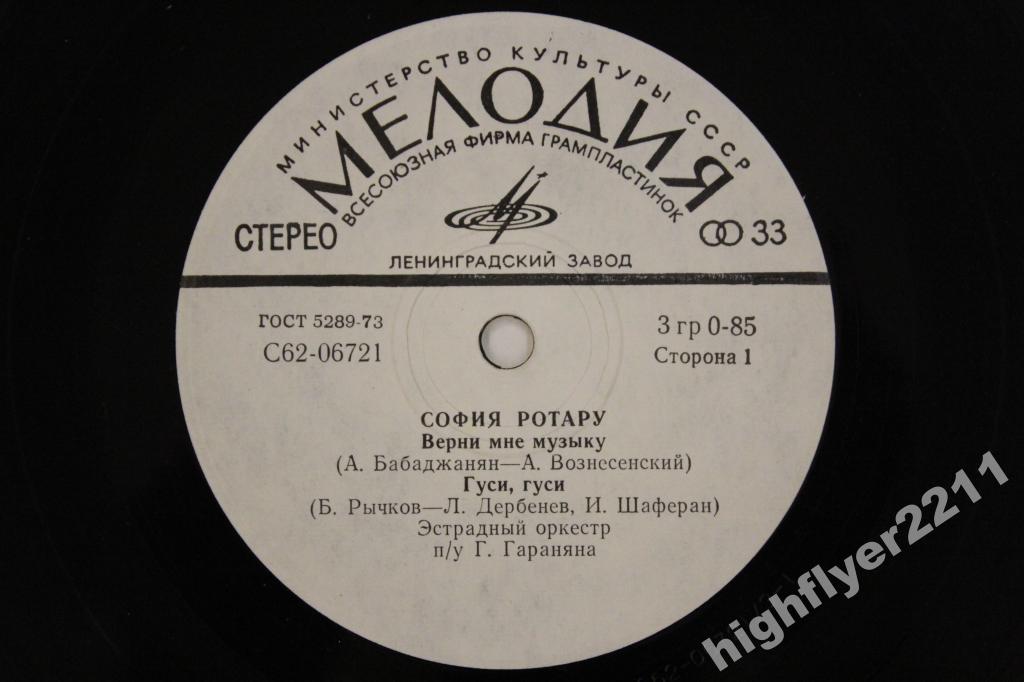 МИНИСТЕРСТВО КУЛЬТУРЫ СССР
МЕЛОДИЯ
ВСЕСОЮЗНАЯ ФИРМА ГРАМПЛАСТИНОК
СТЕРЕО
33
ЛЕНИНГРАДСКИЙ ЗАВОД
ГОСТ 5289-73
3 гр 0-85
С62-06721
Сторона 1
СОФИЯ РОТАРУ
Верни мне музыку
(А. Бабаджанян—А. Вознесенский)
Гуси, гуси
(Б. Рычков—Л. Дербенев, И. Шаферан)
Эстрадный оркестр
п/у Г. Гараняна
highflyer2211